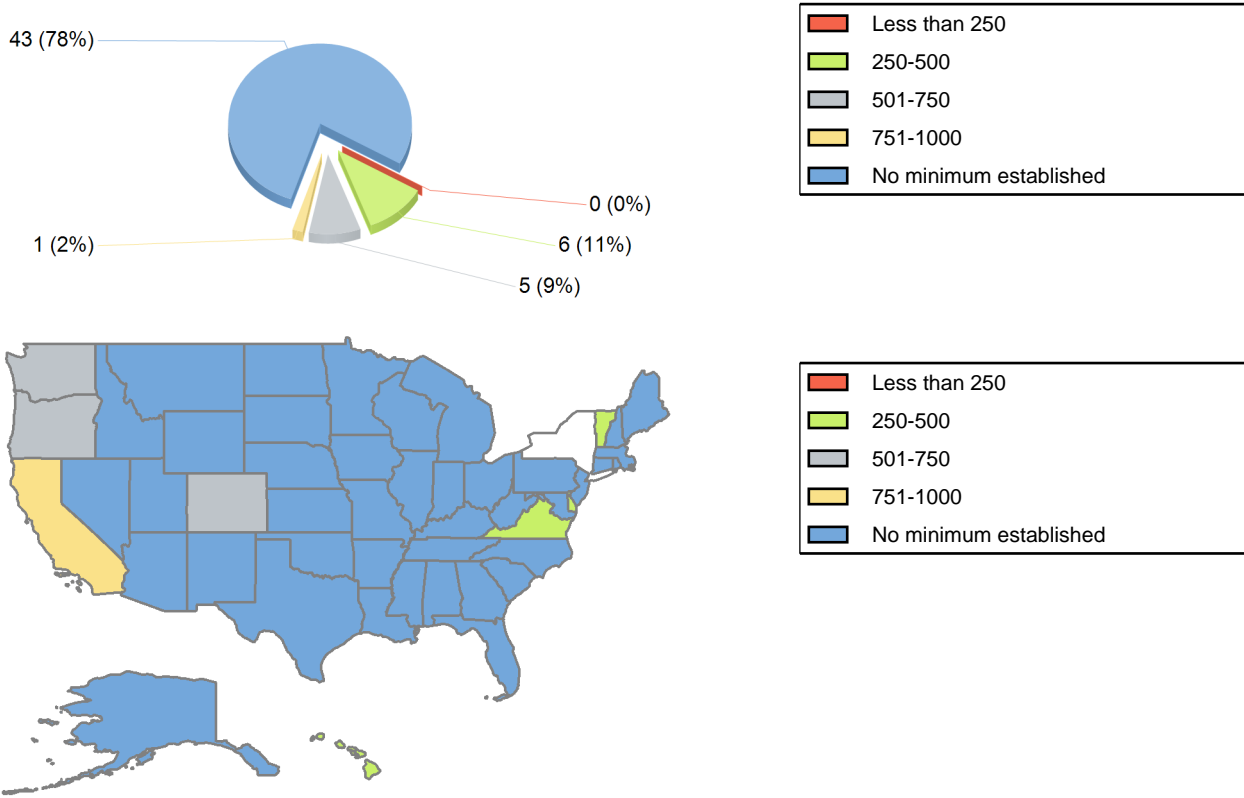 43 (78%)
0 (0%)
1 (2%)
6 (11%)
5 (9%)
Less than 250
250-500
501-750
751-1000
No minimum established
Less than 250
250-500
501-750
751-1000
No minimum established